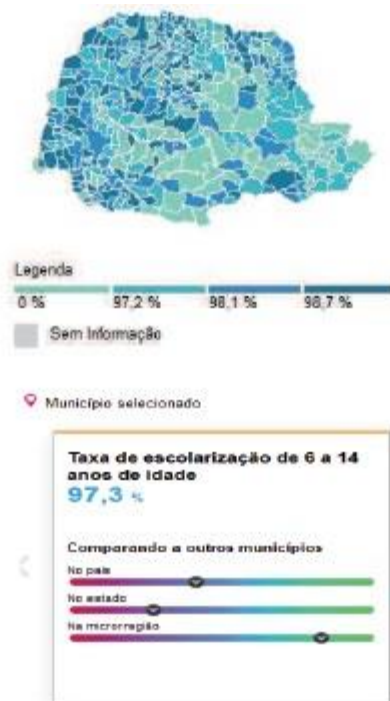 Legenda
0 % 97,2 % 98,1 % 98,7 %
Sem Informação
Município selecionado
Taxa de escolarização de 6 a 14
anos de idade
97,3 %
Comparando a outros municípios
No país
No estado
Na microrregião